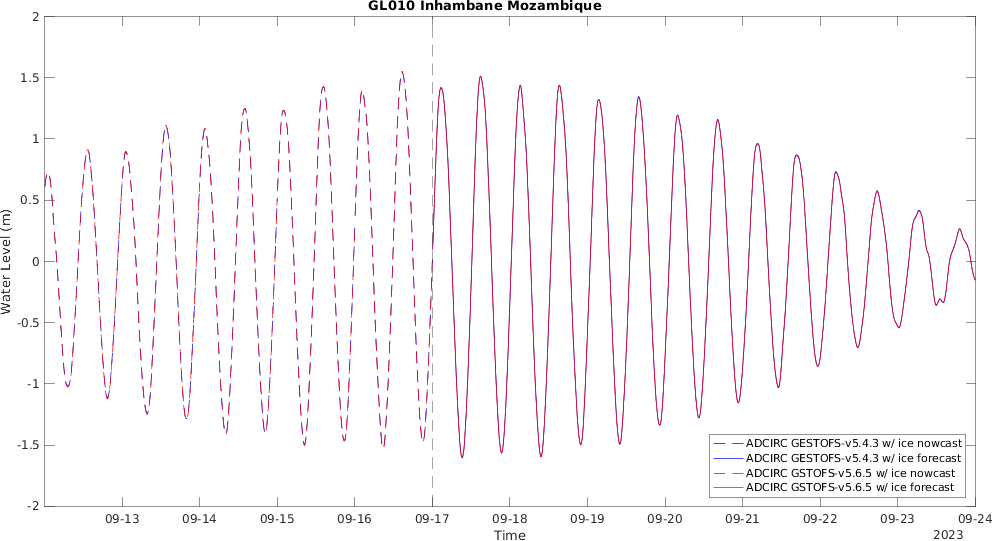 GL010 Inhambane Mozambique
2
1.5
1
0.5
0
-0.5
-1
-1.5
-2
Water Level (m)
ADCIRC GESTOFS-v5.4.3 w/ ice nowcast
ADCIRC GESTOFS-v5.4.3 w/ ice forecast
ADCIRC GSTOFS-v5.6.5 w/ ice nowcast
ADCIRC GSTOFS-v5.6.5 w/ ice forecast
09-13 09-14 09-15 09-16 09-17 09-18 09-19 09-20 09-21 09-22 09-23 09-24
Time
2023